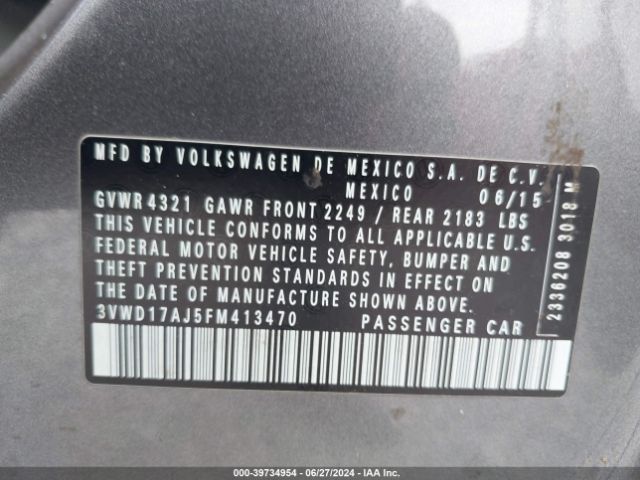 MFD BY VOLKSWAGEN DE MEXICO S.A. DE C.V.
MEXICO 06/15
GVWR 4321 GAWR FRONT 2249 / REAR 2183 LBS
THIS VEHICLE CONFORMS TO ALL APPLICABLE U.S.
FEDERAL MOTOR VEHICLE SAFETY, BUMPER AND
THEFT PREVENTION STANDARDS IN EFFECT ON
THE DATE OF MANUFACTURE SHOWN ABOVE.
3VWD17AJ5FM413470 PASSENGER CAR
2336208 3018 M
000-39734954 - 06/27/2024 - IAA Inc.